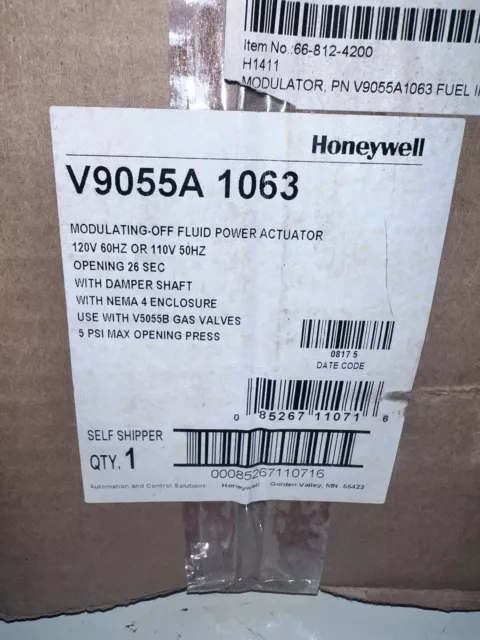 Item No.:66-812-4200
H1411
MODULATOR, PN V9055A1063 FUEL
Honeywell
V9055A 1063
MODULATING-OFF FLUID POWER ACTUATOR
120V 60HZ OR 110V 50HZ
OPENING 26 SEC
WITH DAMPER SHAFT
WITH NEMA 4 ENCLOSURE
USE WITH V5055B GAS VALVES
5 PSI MAX OPENING PRESS
0817 5
DATE CODE
0 85267 11071 6
SELF SHIPPER
QTY. 1
00085267110716
Automation and Control Solutions Honeywell Golden Valley, MN 55422